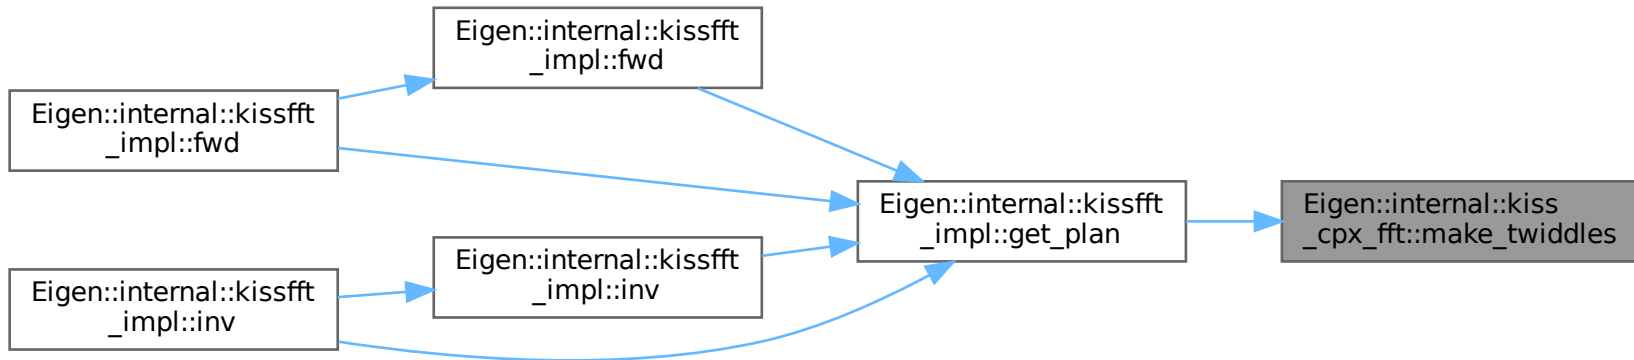 Eigen::internal::kissfft
_impl::fwd
Eigen::internal::kissfft
_impl::fwd
Eigen::internal::kissfft
_impl::get_plan
Eigen::internal::kiss
_cpx_fft::make_twiddles
Eigen::internal::kissfft
_impl::inv
Eigen::internal::kissfft
_impl::inv